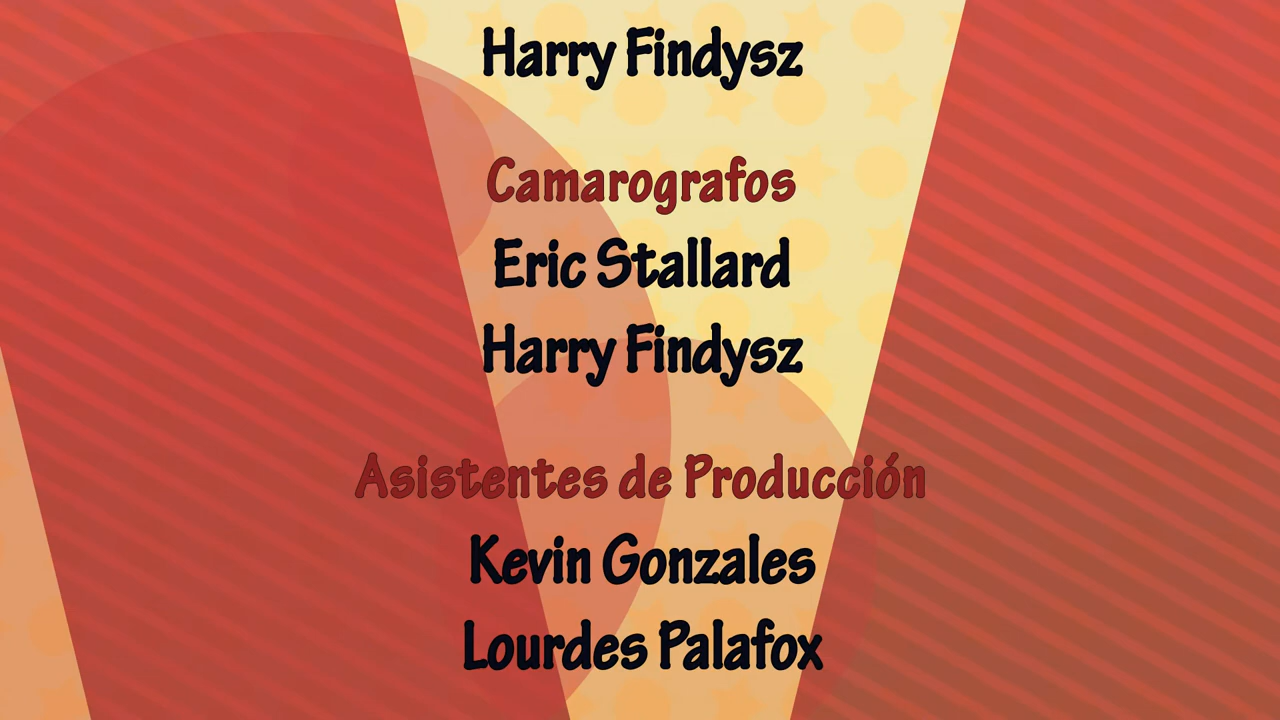 Harry Findysz
Camarografos
Eric Stallard
Harry Findysz
Asistentes de Producción
Kevin Gonzales
Lourdes Palafox